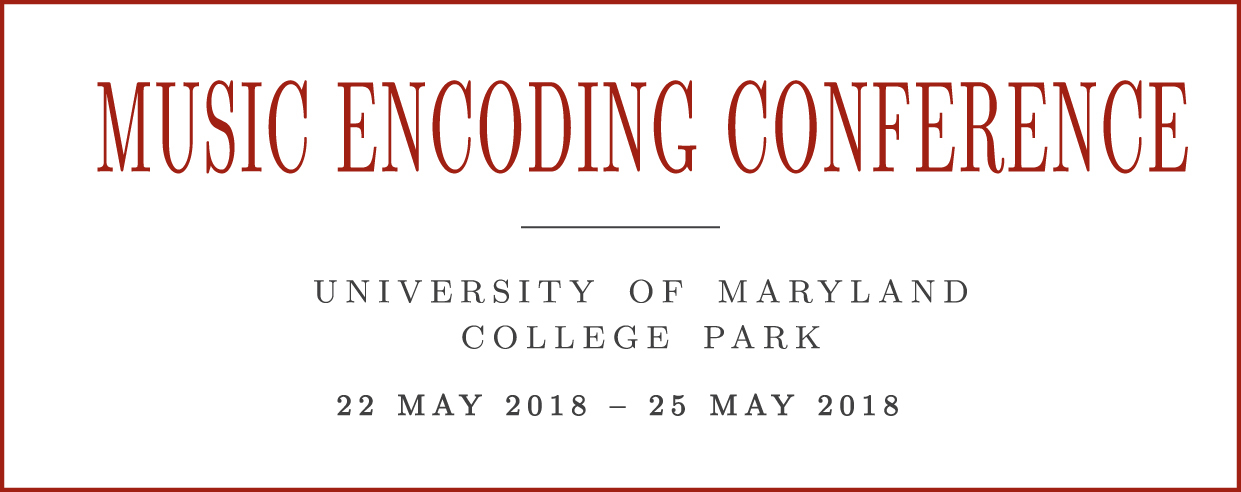 MUSIC ENCODING CONFERENCE
UNIVERSITY OF MARYLAND
COLLEGE PARK
22 MAY 2018 – 25 MAY 2018